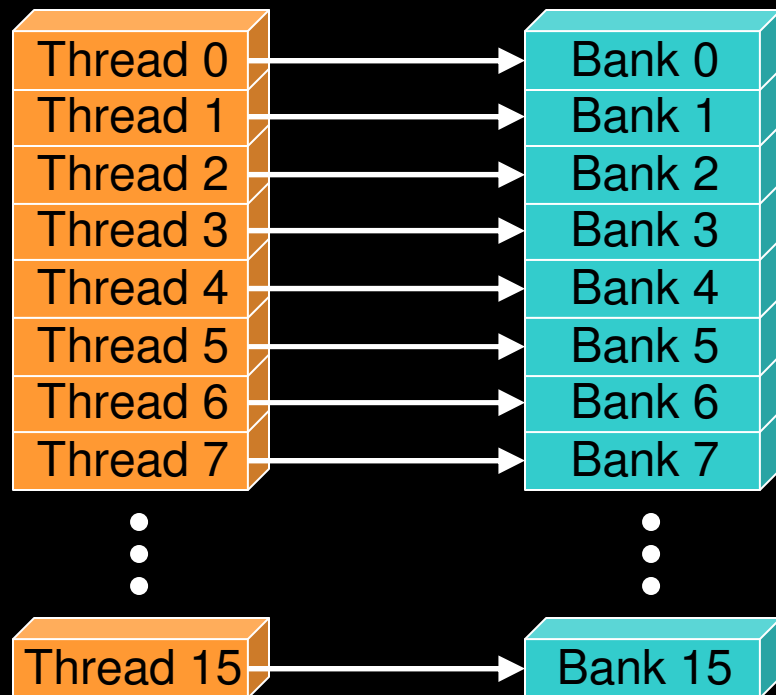 Thread 0 Bank 0
Thread 1 Bank 1
Thread 2 Bank 2
Thread 3 Bank 3
Thread 4 Bank 4
Thread 5 Bank 5
Thread 6 Bank 6
Thread 7 Bank 7
Thread 15 Bank 15